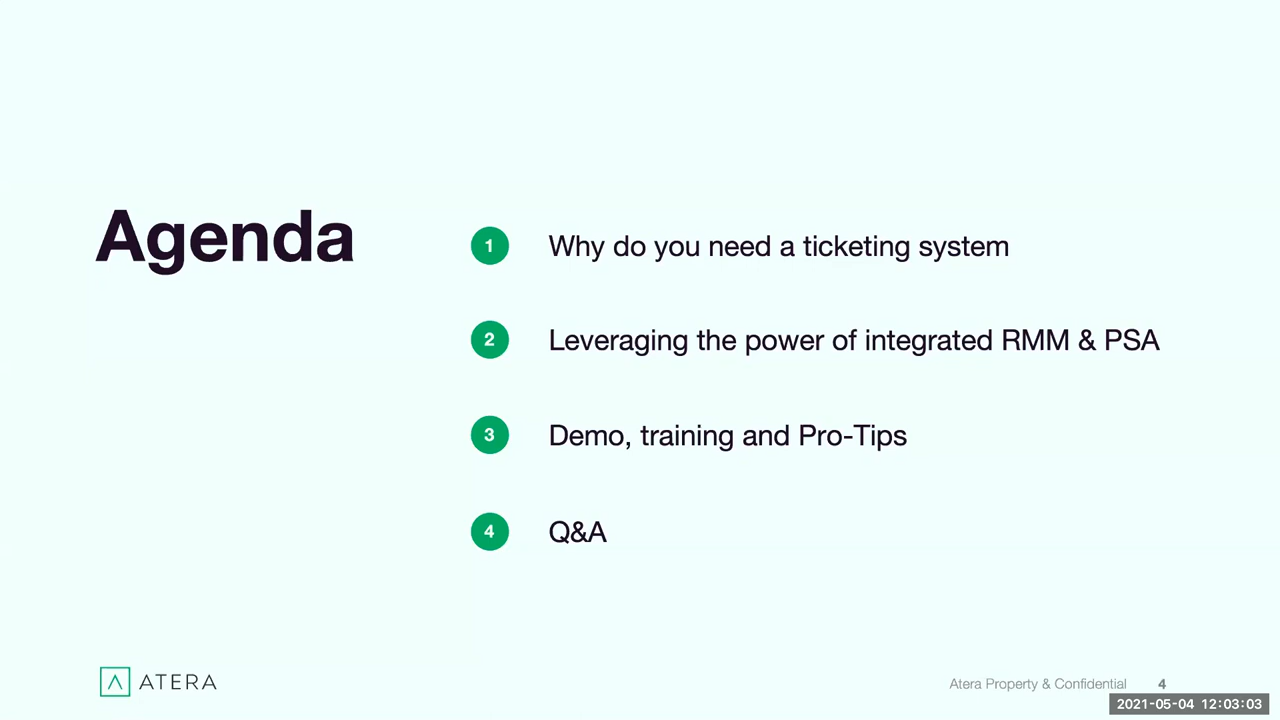 Agenda
1 Why do you need a ticketing system
2 Leveraging the power of integrated RMM & PSA
3 Demo, training and Pro-Tips
4 Q&A
ATERA
Atera Property & Confidential 4
2021-05-04 12:03:03